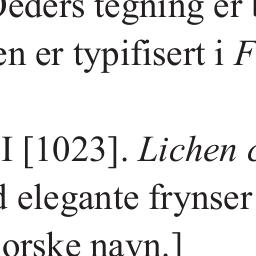 Oeders tegning er
en er typifisert i F
I [1023]. Lichen c
d elegante frynser
orske navn.]